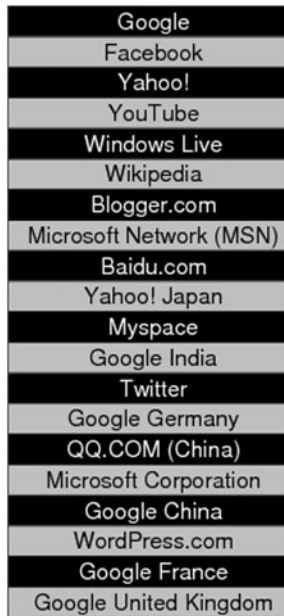 Google
Facebook
Yahoo!
YouTube
Windows Live
Wikipedia
Blogger.com
Microsoft Network (MSN)
Baidu.com
Yahoo! Japan
Myspace
Google India
Twitter
Google Germany
QQ.COM (China)
Microsoft Corporation
Google China
WordPress.com
Google France
Google United Kingdom